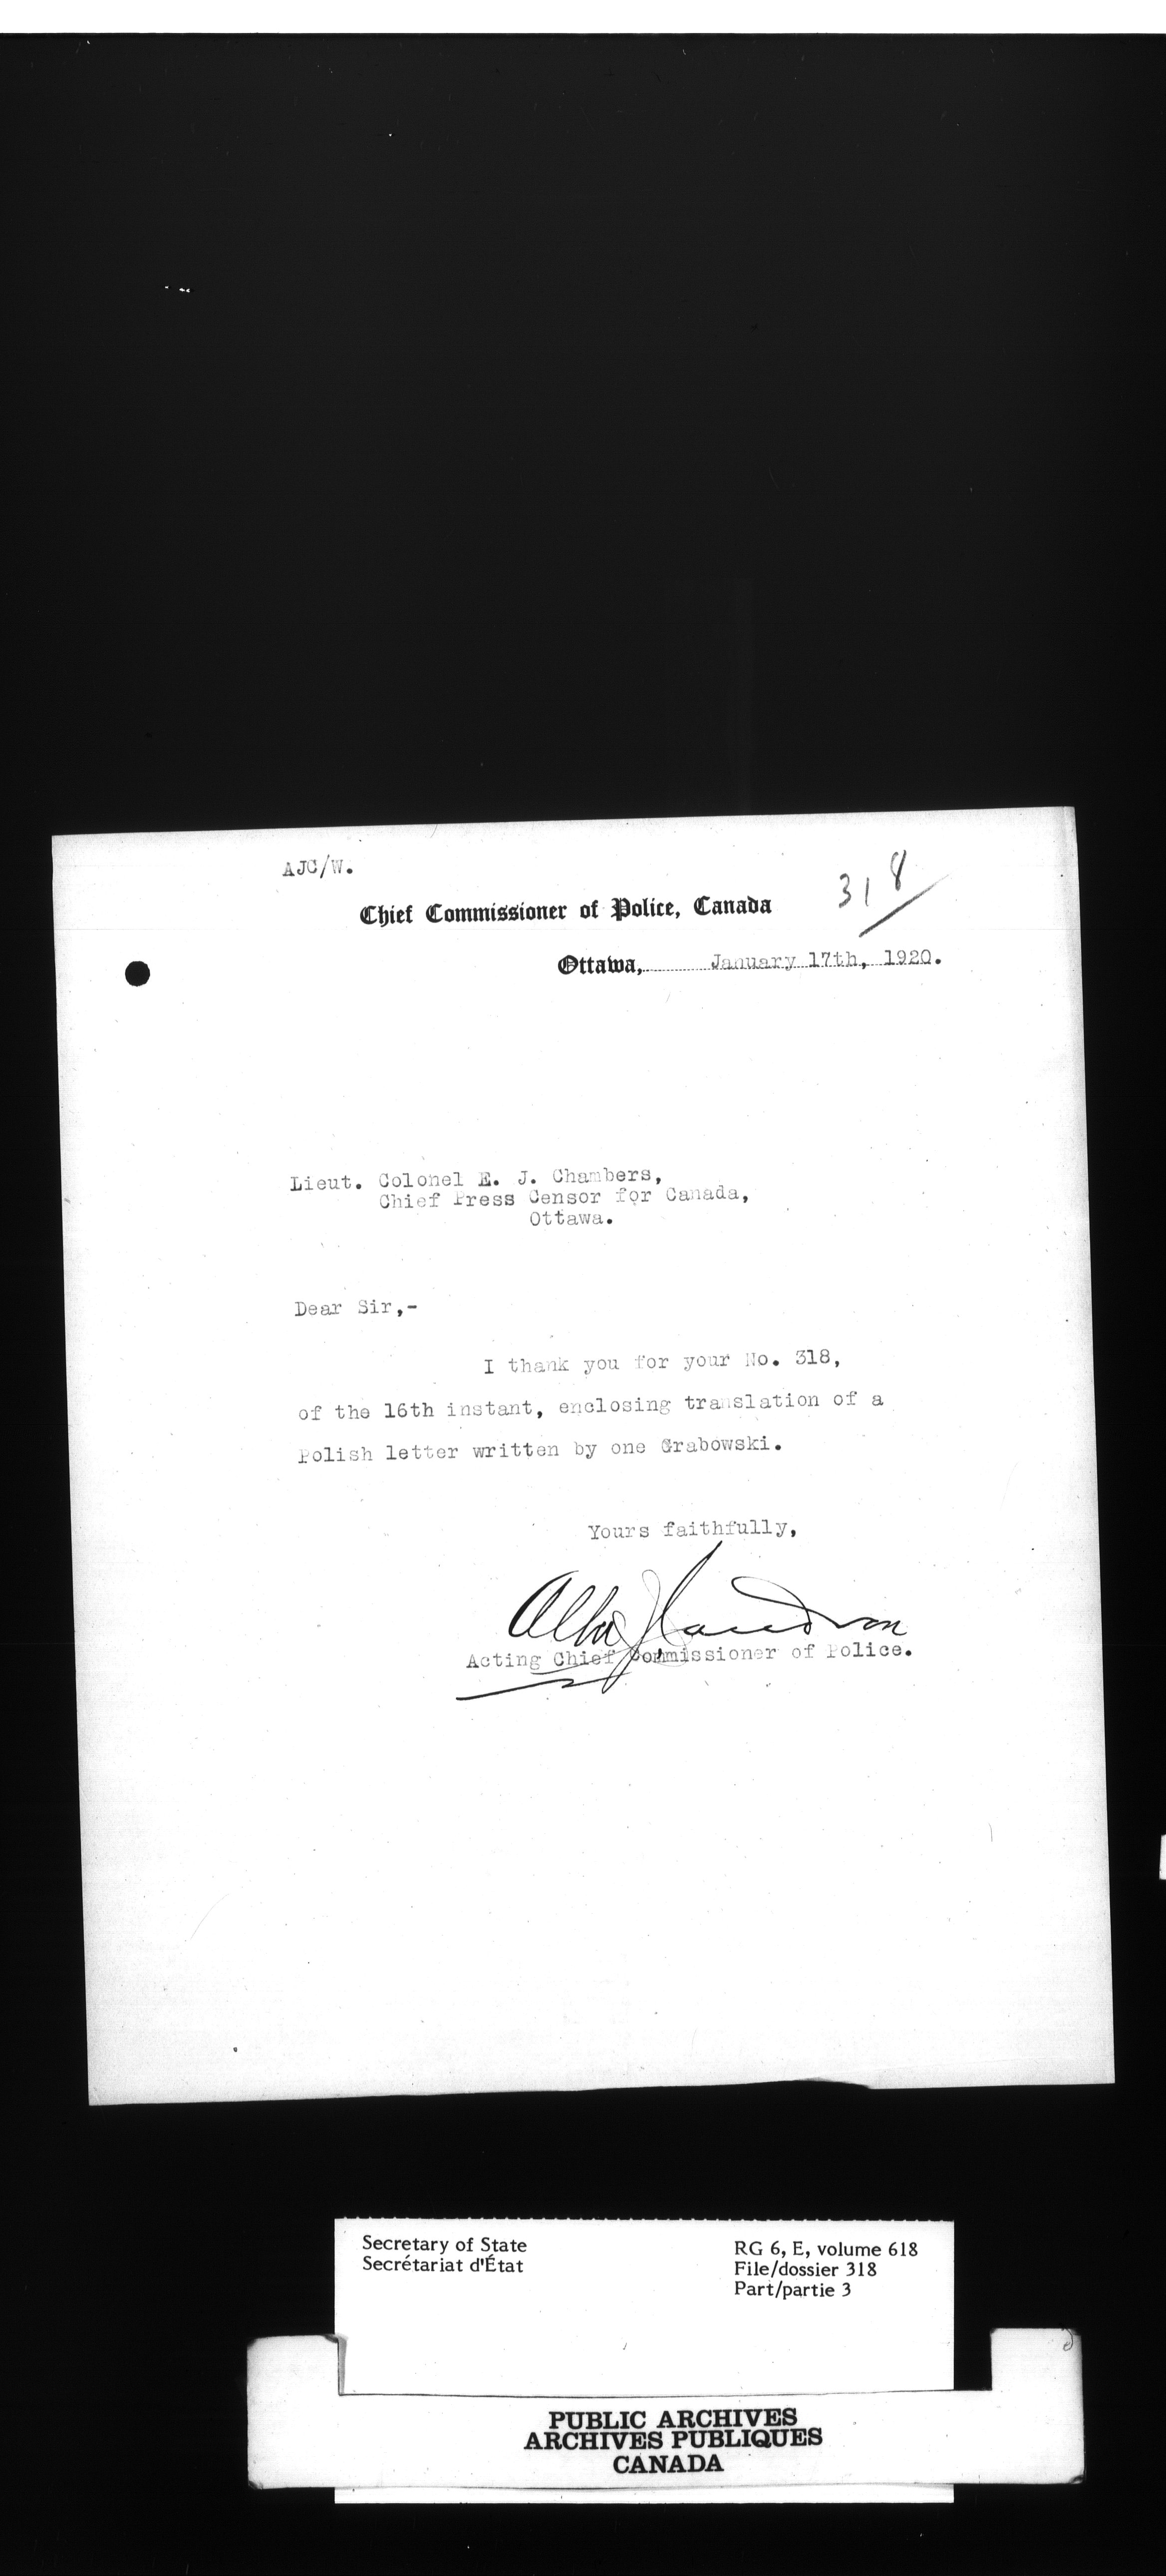 AJC/W.
318
Chief Commissioner of Police, Canada
Ottawa, January 17th, 1920.
Lieut. Colonel E. J. Chambers,
Chief Press Censor for Canada,
Ottawa.
Dear Sir,-
I thank you for your No. 318,
of the 16th instant, enclosing translation of a
Polish letter written by one Grabowski.
Yours faithfully,
Acting Chief Commissioner of Police.
Secretary of State
Secrétariat d'État
RG 6, E, volume 618
File/dossier 318
Part/partie 3
PUBLIC ARCHIVES
ARCHIVES PUBLIQUES
CANADA